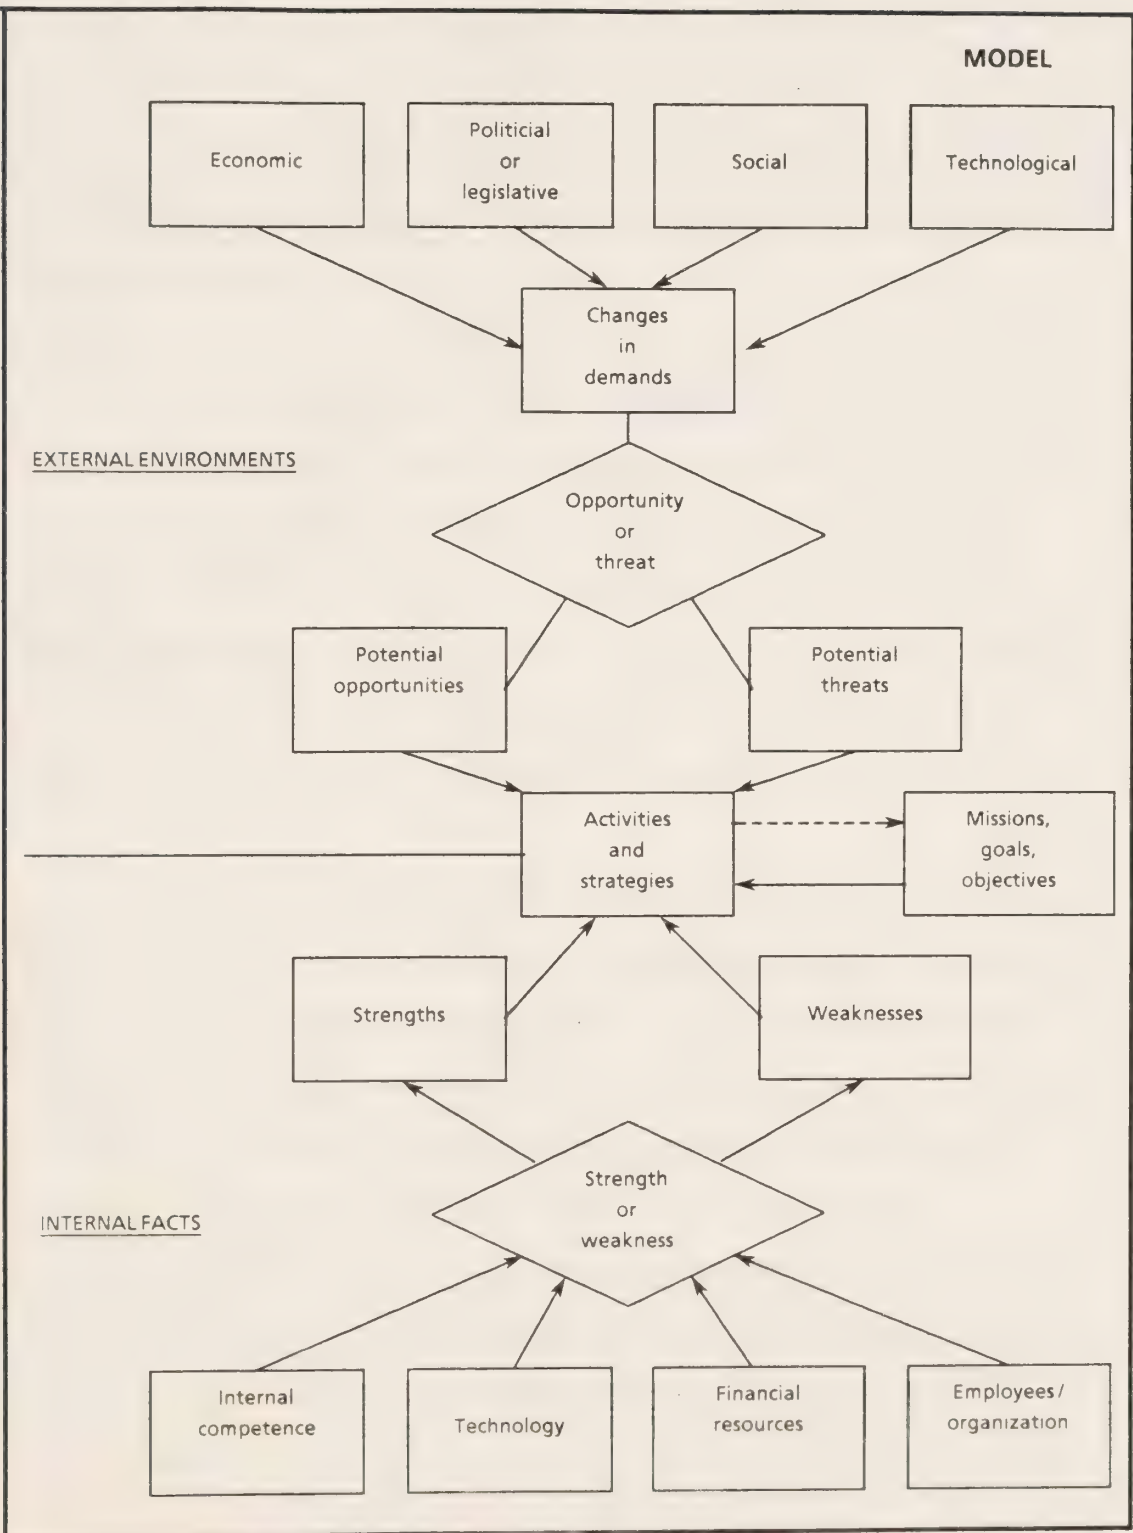 MODEL
Economic
Politicial
or
legislative
Social
Technological
Changes
in
demands
EXTERNAL ENVIRONMENTS
Opportunity
or
threat
Potential
opportunities
Potential
threats
Activities
and
strategies
Missions,
goals,
objectives
Strengths
Weaknesses
Strength
or
weakness
INTERNAL FACTS
Internal
competence
Technology
Financial
resources
Employees/
organization